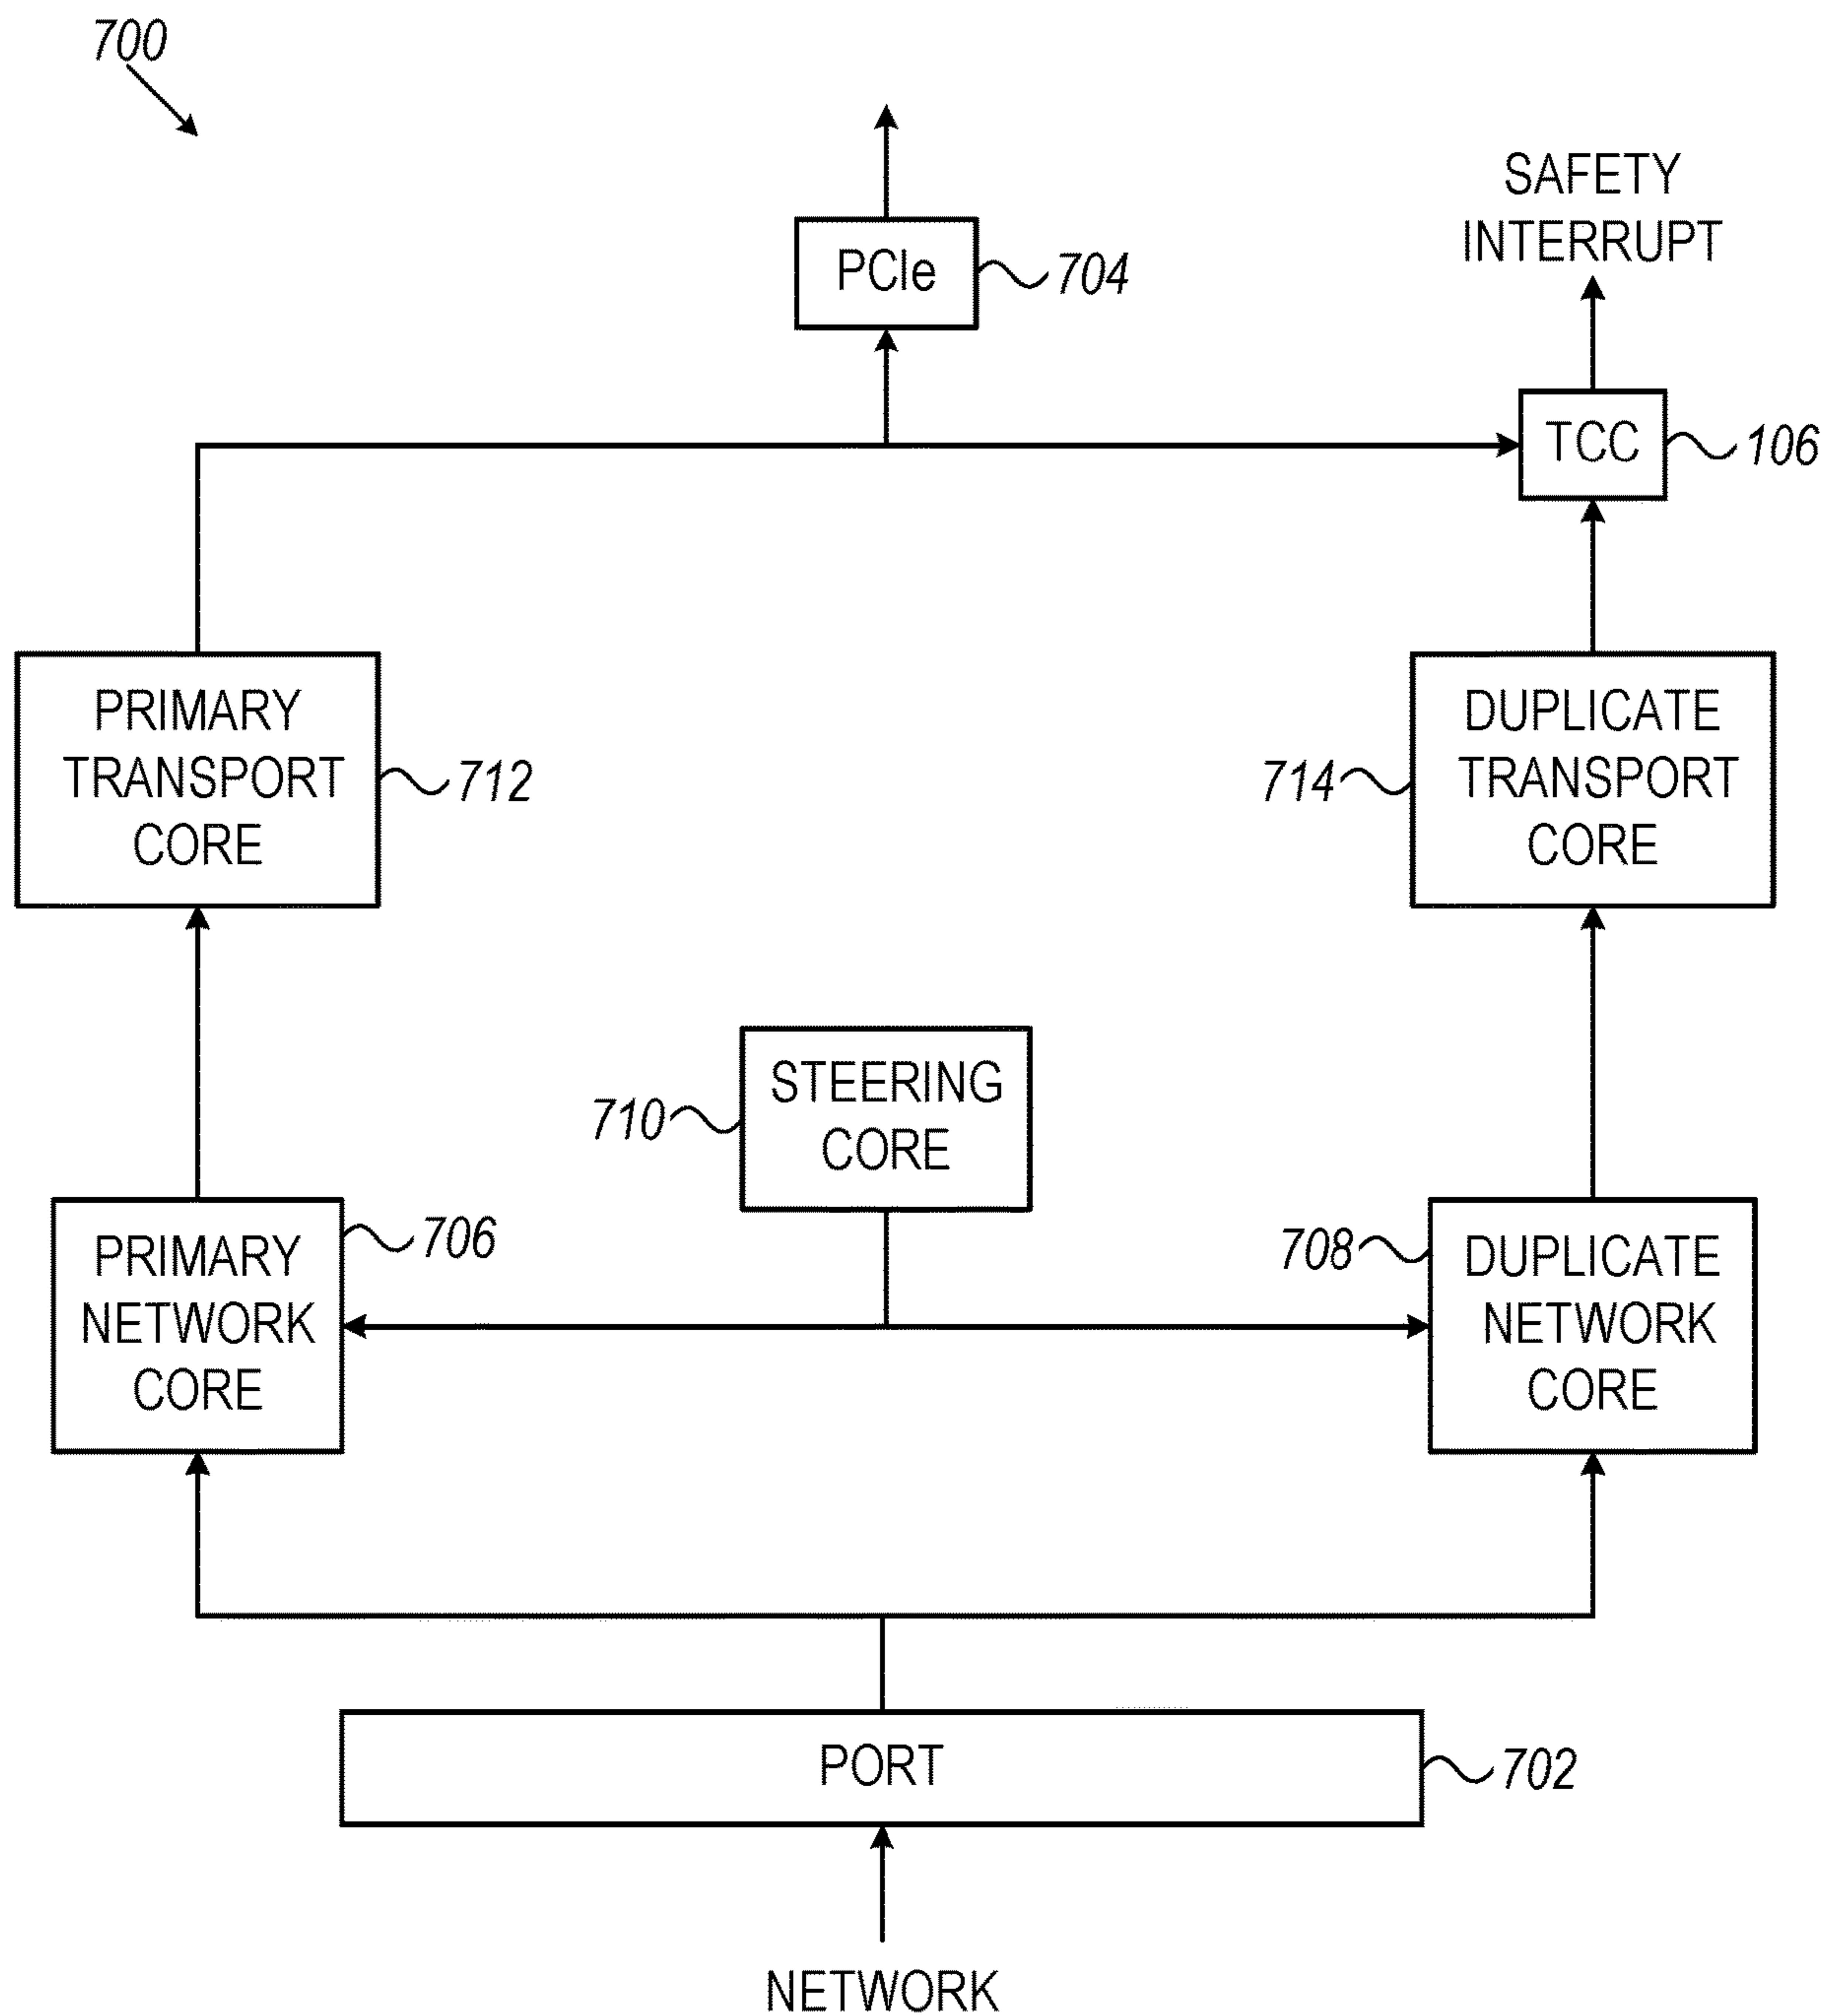 700
SAFETY
INTERRUPT
PCIe
704
TCC
106
PRIMARY
TRANSPORT
CORE
712
714
DUPLICATE
TRANSPORT
CORE
STEERING
CORE
710
PRIMARY
NETWORK
CORE
706
708
DUPLICATE
NETWORK
CORE
PORT
702
NETWORK